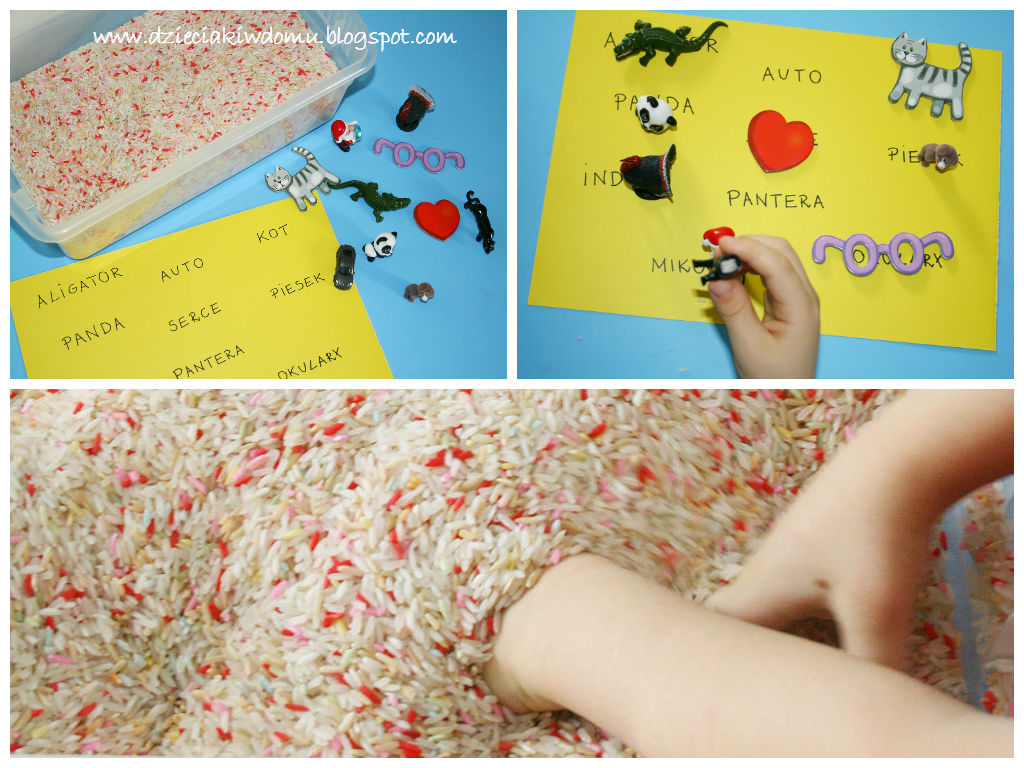 www.dzieciakiwdomu.blogspot.com
KOT
ALIGATOR AUTO
PIESEK
PANDA SERCE
PANTERA OKULARY
AUTO
PANDA
PANTERA